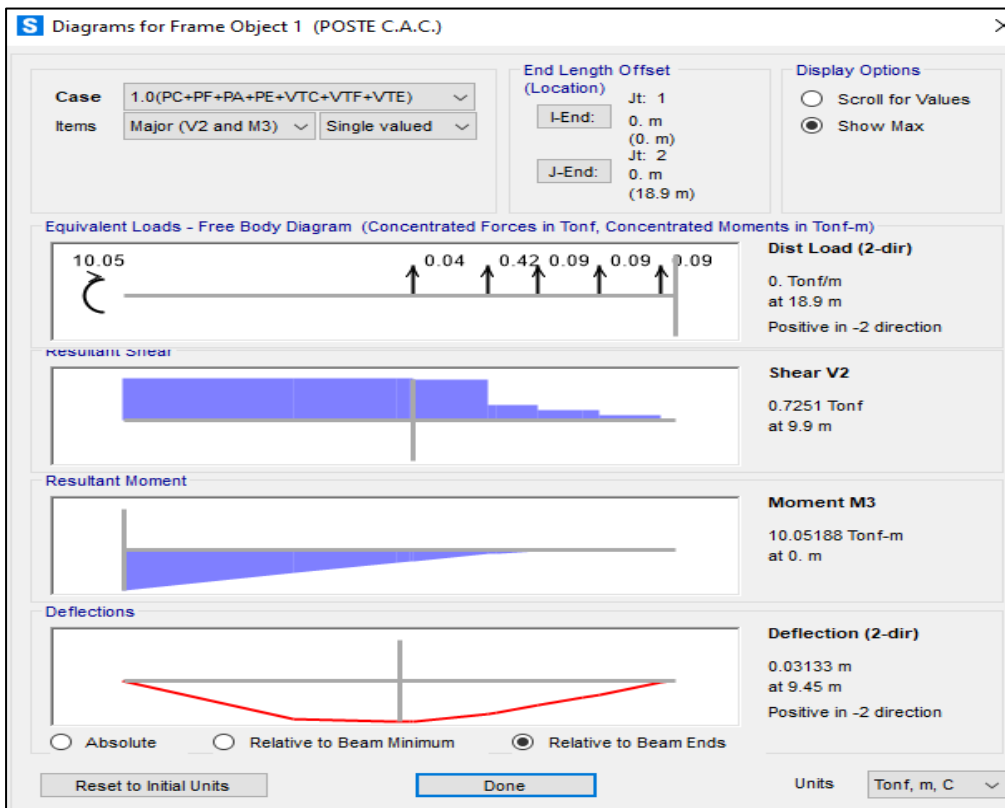 S Diagrams for Frame Object 1 (POSTE C.A.C.)
Case 1.0(PC+PF+PA+PE+VTC+VTF+VTE)
Items Major (V2 and M3) Single valued
End Length Offset
(Location)
I-End:
Jt: 1
0. m
(0. m)
J-End:
Jt: 2
0. m
(18.9 m)
Display Options
Scroll for Values
Show Max
Equivalent Loads - Free Body Diagram (Concentrated Forces in Tonf, Concentrated Moments in Tonf-m)
10.05 0.04 0.42 0.09 0.09 0.09
Dist Load (2-dir)
0. Tonf/m
at 18.9 m
Positive in -2 direction
Resultant Shear
Shear V2
0.7251 Tonf
at 9.9 m
Resultant Moment
Moment M3
10.05188 Tonf-m
at 0. m
Deflections
Deflection (2-dir)
0.03133 m
at 9.45 m
Positive in -2 direction
Absolute Relative to Beam Minimum Relative to Beam Ends
Reset to Initial Units Done Units Tonf, m, C